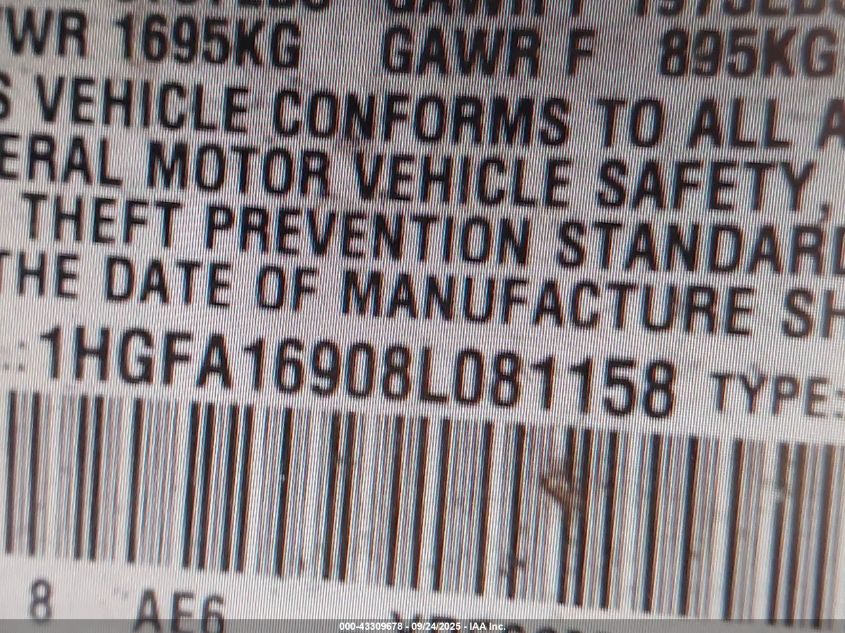 WR 1695KG GAWR F 895KG
VEHICLE CONFORMS TO ALL
ERAL MOTOR VEHICLE SAFETY,
THEFT PREVENTION STANDARD
THE DATE OF MANUFACTURE SH
: 1HGFA16908L081158 TYPE:
8 AE6
000-43309678 - 09/24/2025 - IAA Inc.